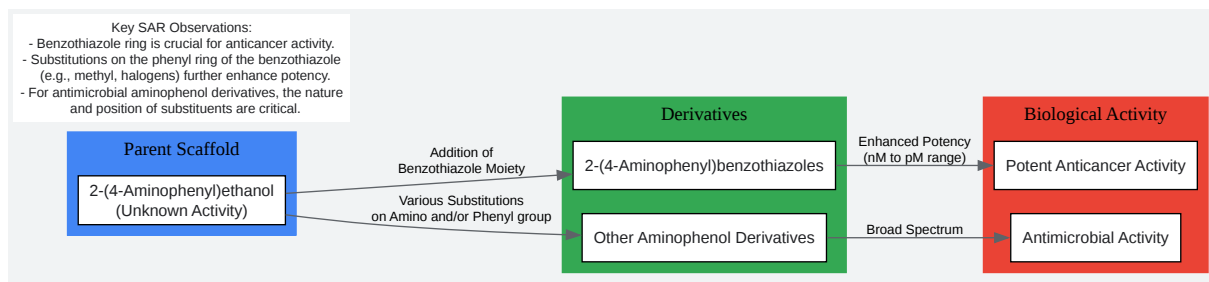 Key SAR Observations:
- Benzothiazole ring is crucial for anticancer activity.
- Substitutions on the phenyl ring of the benzothiazole
(e.g., methyl, halogens) further enhance potency.
- For antimicrobial aminophenol derivatives, the nature
and position of substituents are critical.
Parent Scaffold
2-(4-Aminophenyl)ethanol
(Unknown Activity)
Addition of
Benzothiazole Moiety
Various Substitutions
on Amino and/or Phenyl group
Derivatives
2-(4-Aminophenyl)benzothiazoles
Other Aminophenol Derivatives
Enhanced Potency
(nM to pM range)
Broad Spectrum
Biological Activity
Potent Anticancer Activity
Antimicrobial Activity